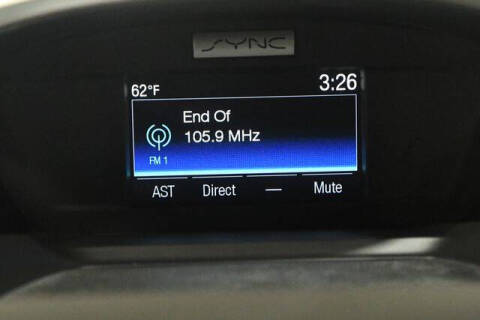 SYNC
62°F 3:26
End Of
105.9 MHz
FM 1
AST Direct — Mute